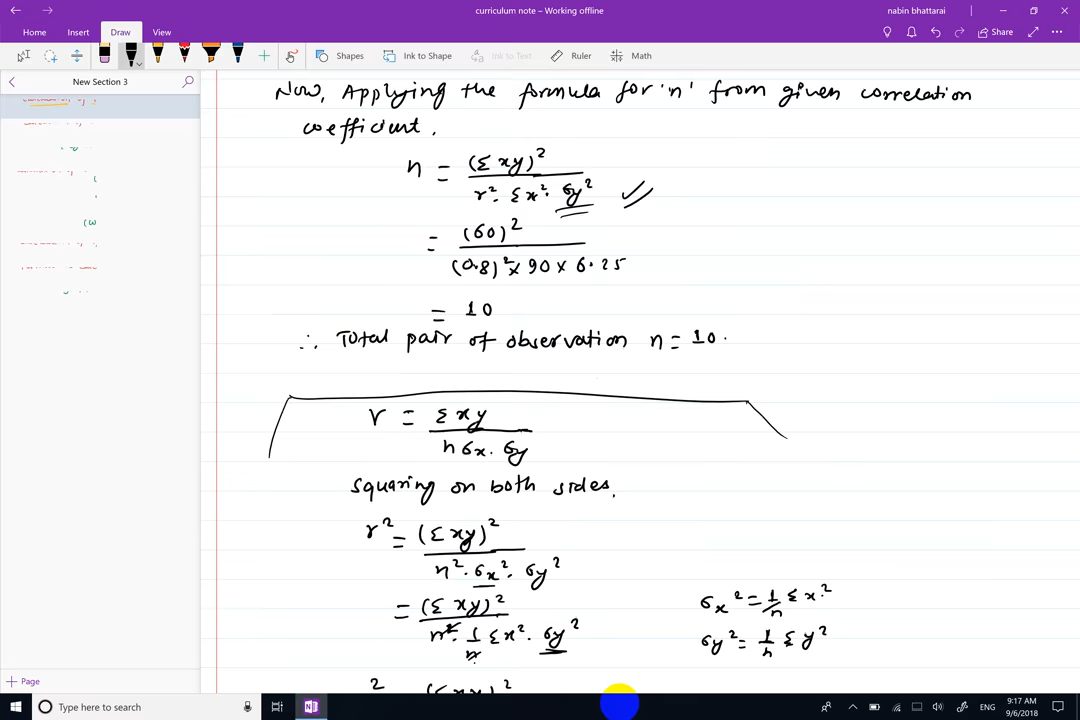 curriculum note – Working offline
nabin bhattarai
Home Insert Draw View
Share
Shapes Ink to Shape Ink to Text Ruler Math
New Section 3
Now, Applying the formula for 'n' from given correlation
coefficient.
n = (Σxy)² / r² · Σx² · σy²
= (60)² / (0.8)² × 90 × 6.25
= 10
∴ Total pair of observation n = 10.
r = Σxy / nσx · σy
Squaring on both sides.
r² = (Σxy)² / n² · σx² · σy²
σx² = 1/n Σx²
= (Σxy)² / n² · 1/n Σx² · σy²
σy² = 1/n Σy²
Page
Type here to search
ENG
9:17 AM
9/6/2018